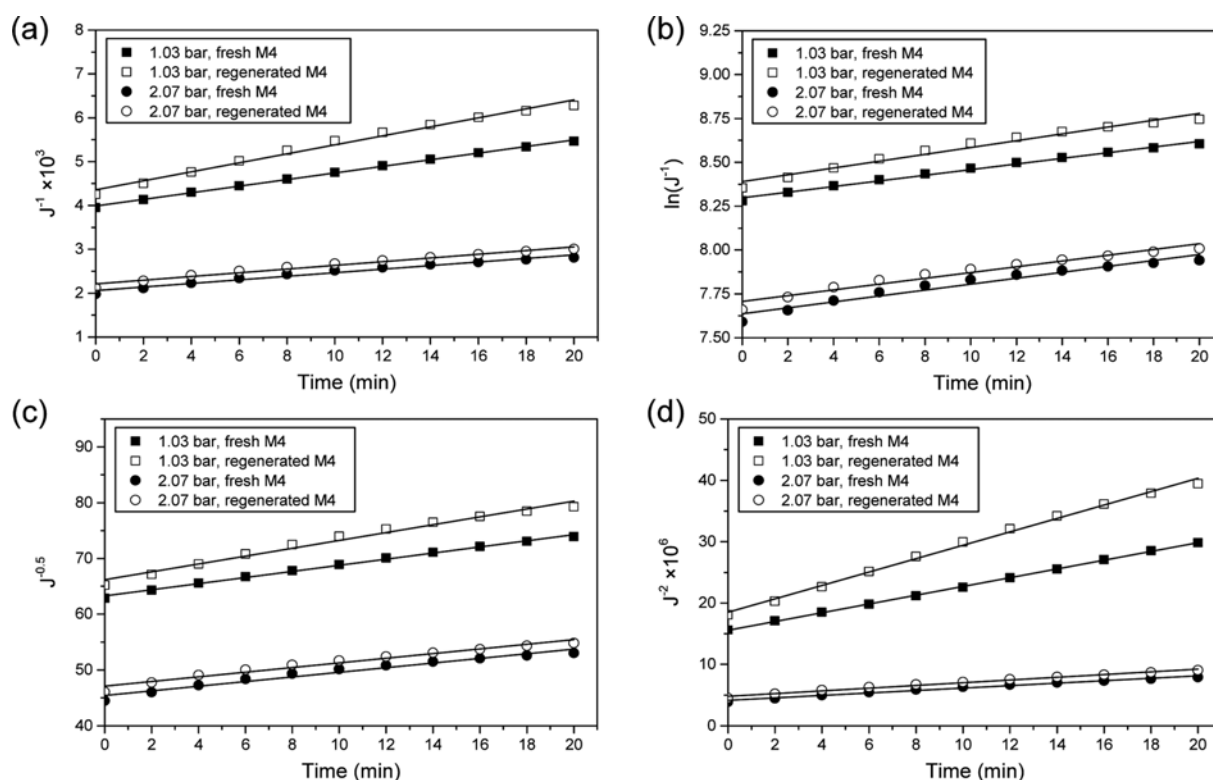 (a)
J⁻¹ ×10³
8
7
6
5
4
3
2
1
1.03 bar, fresh M4
1.03 bar, regenerated M4
2.07 bar, fresh M4
2.07 bar, regenerated M4
0 2 4 6 8 10 12 14 16 18 20
Time (min)
(b)
ln(J⁻¹)
9.25
9.00
8.75
8.50
8.25
8.00
7.75
7.50
1.03 bar, fresh M4
1.03 bar, regenerated M4
2.07 bar, fresh M4
2.07 bar, regenerated M4
0 2 4 6 8 10 12 14 16 18 20
Time (min)
(c)
J⁻⁰·⁵
90
80
70
60
50
40
1.03 bar, fresh M4
1.03 bar, regenerated M4
2.07 bar, fresh M4
2.07 bar, regenerated M4
0 2 4 6 8 10 12 14 16 18 20
Time (min)
(d)
J⁻² ×10⁶
50
40
30
20
10
0
1.03 bar, fresh M4
1.03 bar, regenerated M4
2.07 bar, fresh M4
2.07 bar, regenerated M4
0 2 4 6 8 10 12 14 16 18 20
Time (min)